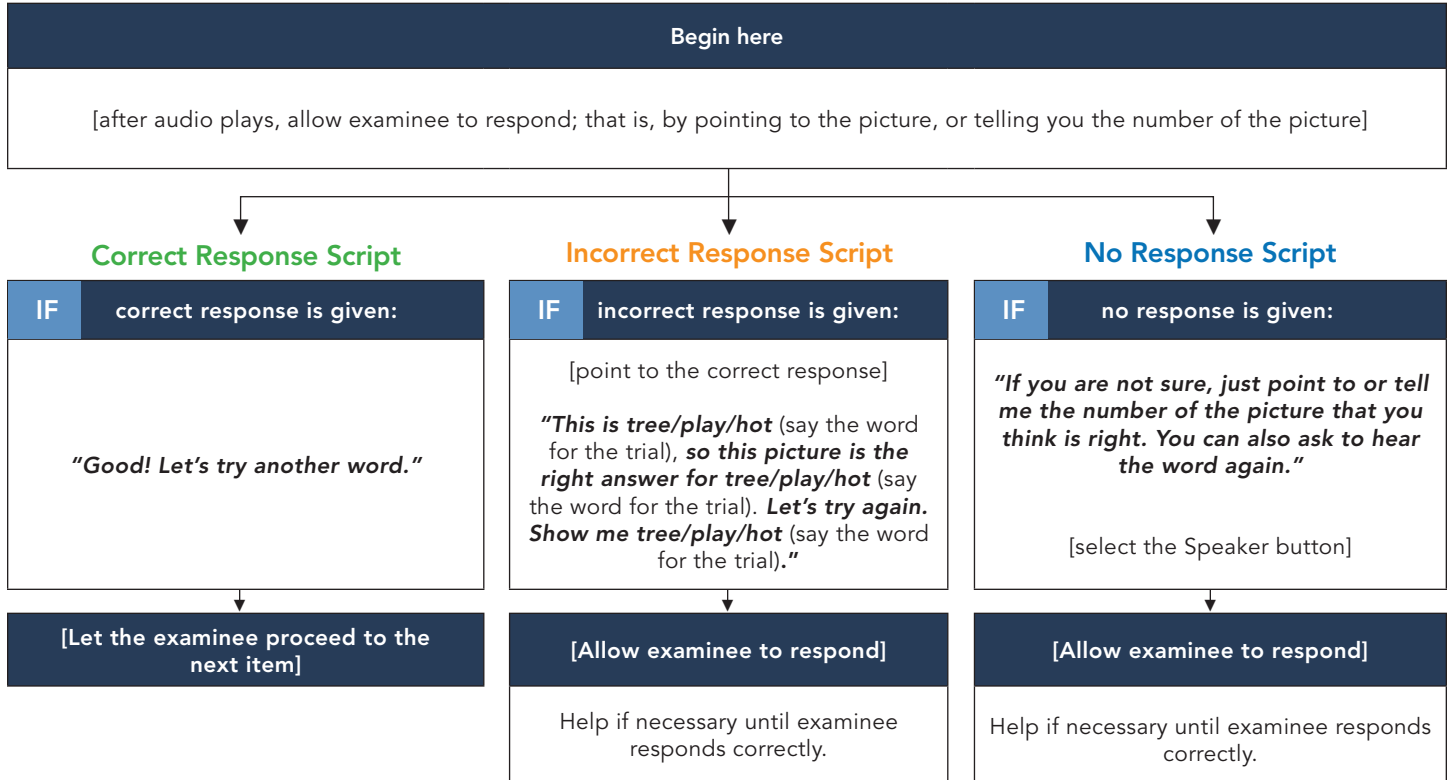 Begin here
[after audio plays, allow examinee to respond; that is, by pointing to the picture, or telling you the number of the picture]
Correct Response Script
IF correct response is given:
“Good! Let’s try another word.”
[Let the examinee proceed to the
next item]
Incorrect Response Script
IF incorrect response is given:
[point to the correct response]
“This is tree/play/hot (say the word
for the trial), so this picture is the
right answer for tree/play/hot (say
the word for the trial). Let’s try again.
Show me tree/play/hot (say the word
for the trial).”
[Allow examinee to respond]
Help if necessary until examinee
responds correctly.
No Response Script
IF no response is given:
“If you are not sure, just point to or tell
me the number of the picture that you
think is right. You can also ask to hear
the word again.”
[select the Speaker button]
[Allow examinee to respond]
Help if necessary until examinee responds
correctly.